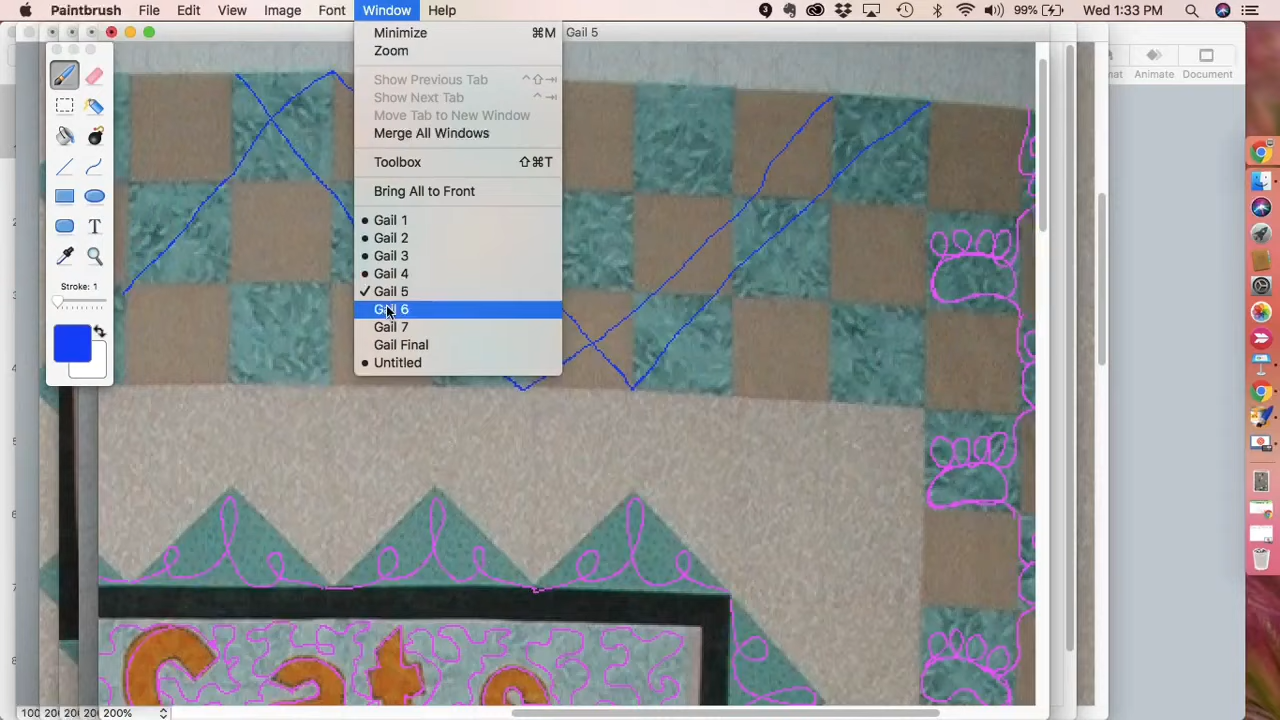 Paintbrush File Edit View Image Font Window Help 99% Wed 1:33 PM
Gail 5
Minimize ⌘M
Zoom
Show Previous Tab ^⇧⇥
Show Next Tab ^⇥
Move Tab to New Window
Merge All Windows
Toolbox ⇧⌘T
Bring All to Front
Gail 1
Gail 2
Gail 3
Gail 4
✓ Gail 5
Gail 6
Gail 7
Gail Final
Untitled
T
Stroke: 1
Animate Document
Cats
200%